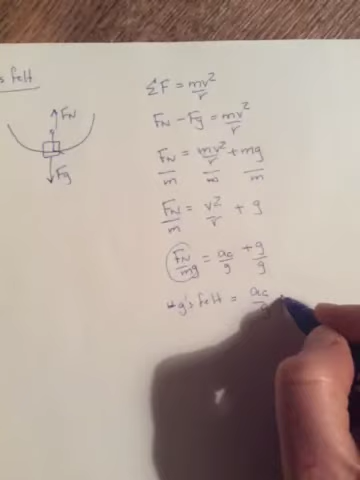 s felt
FN
Fg
ΣF = mv²/r
FN - Fg = mv²/r
FN/m = mv²/r/m + mg/m
FN/m = v2/r + g
FN/mg = ac/g + g/g
g's felt = ac/g